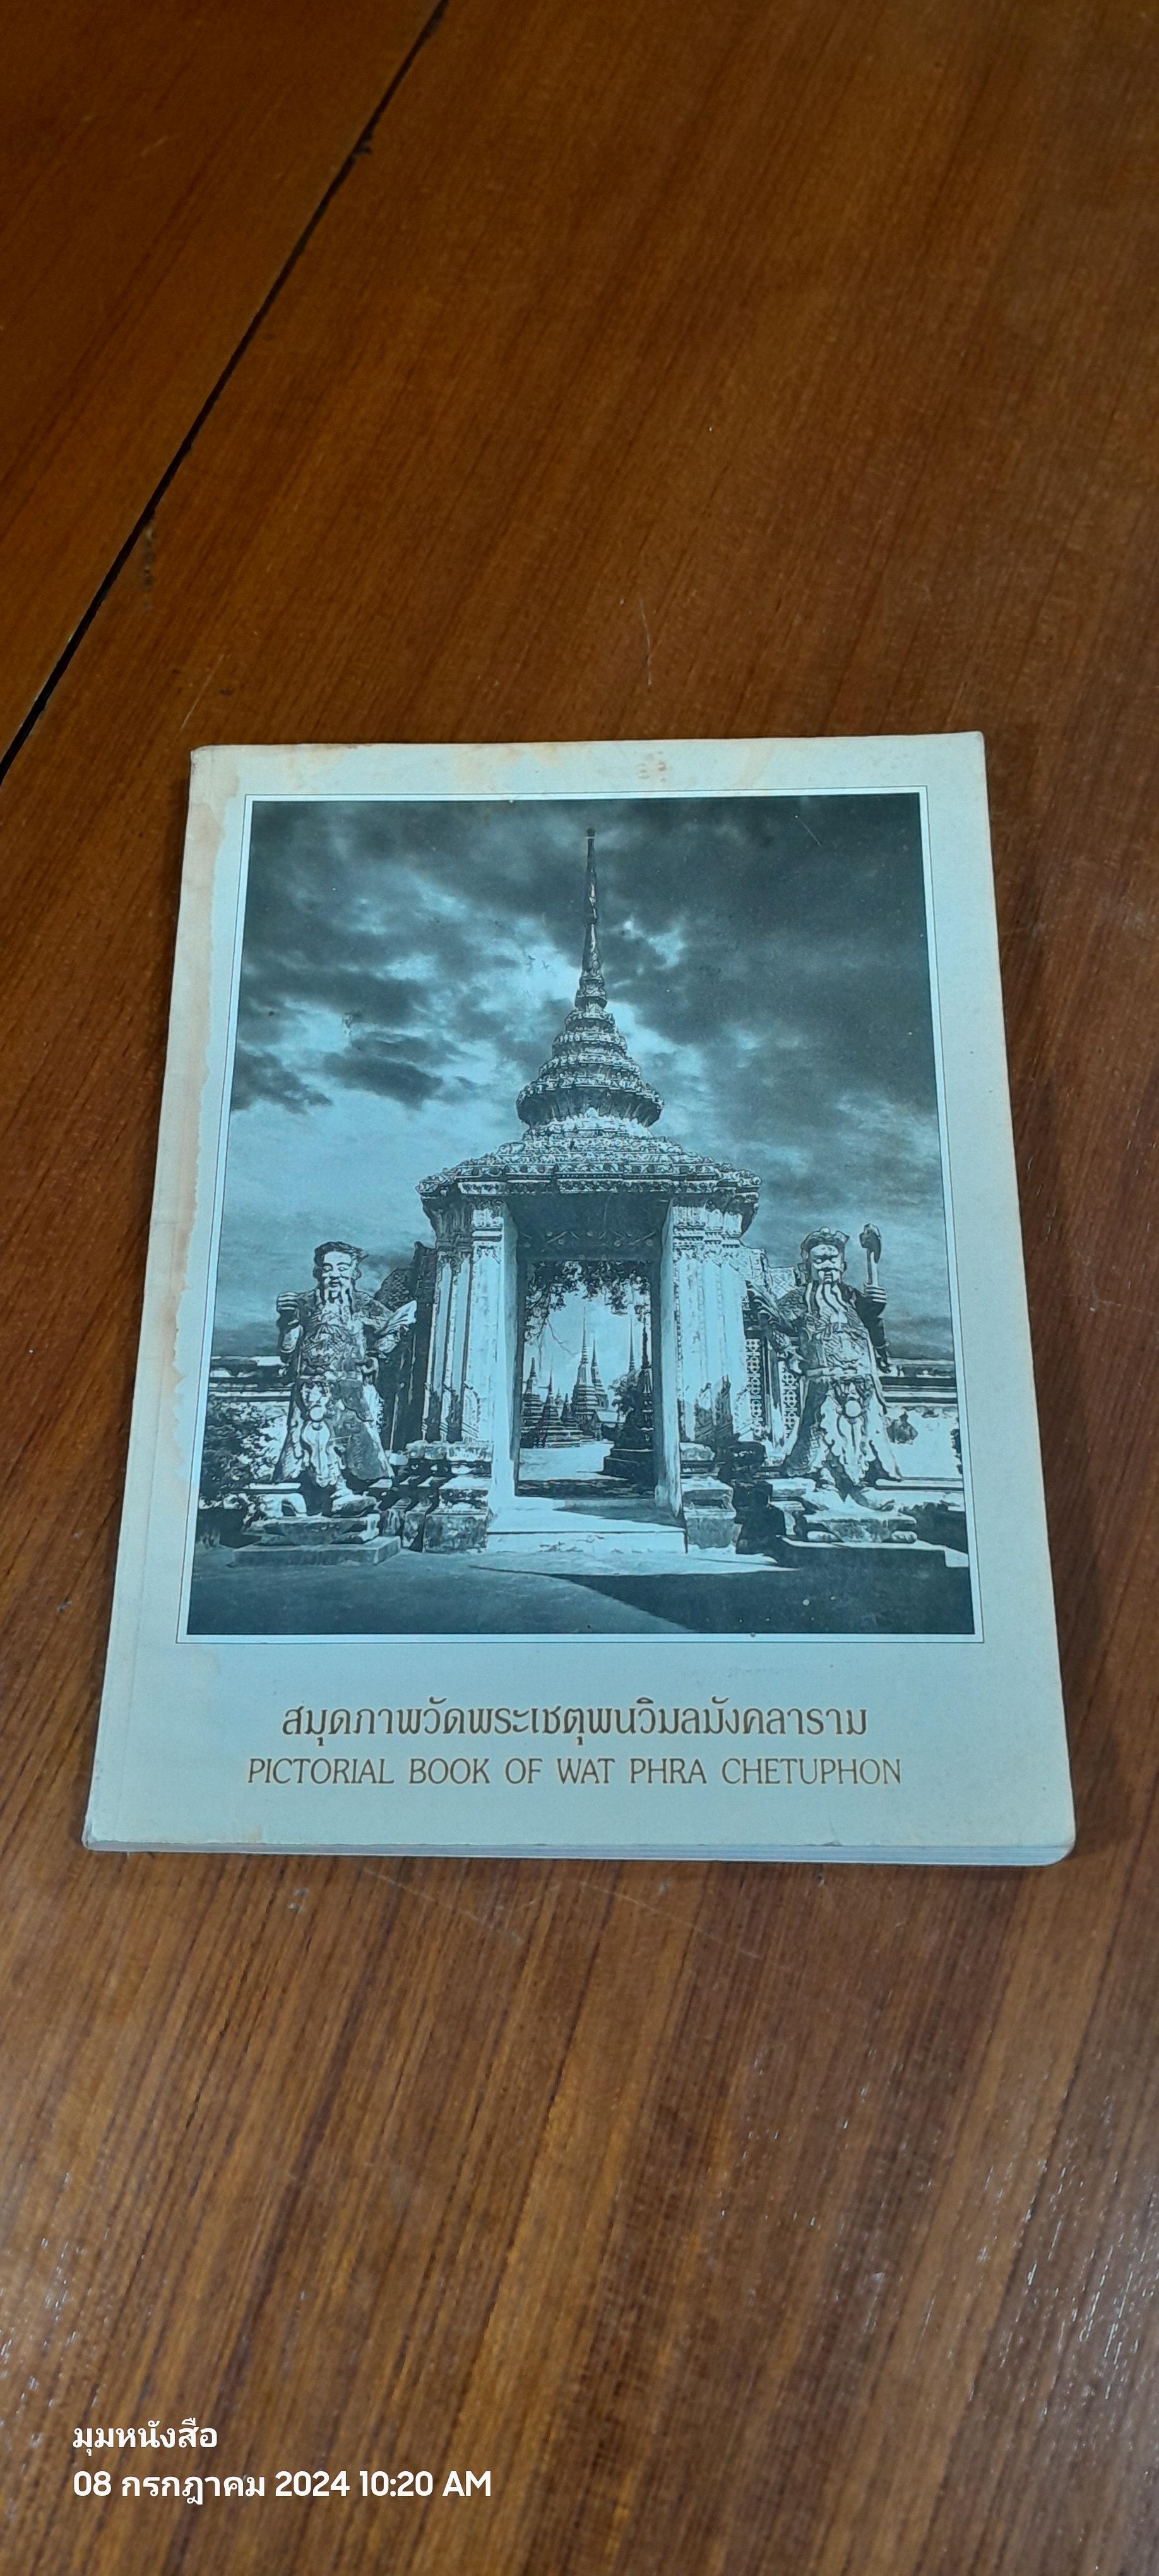 สมุดภาพวัดพระเชตุพนวิมลมังคลาราม
PICTORIAL BOOK OF WAT PHRA CHETUPHON
มุมหนังสือ
08 กรกฎาคม 2024 10:20 AM